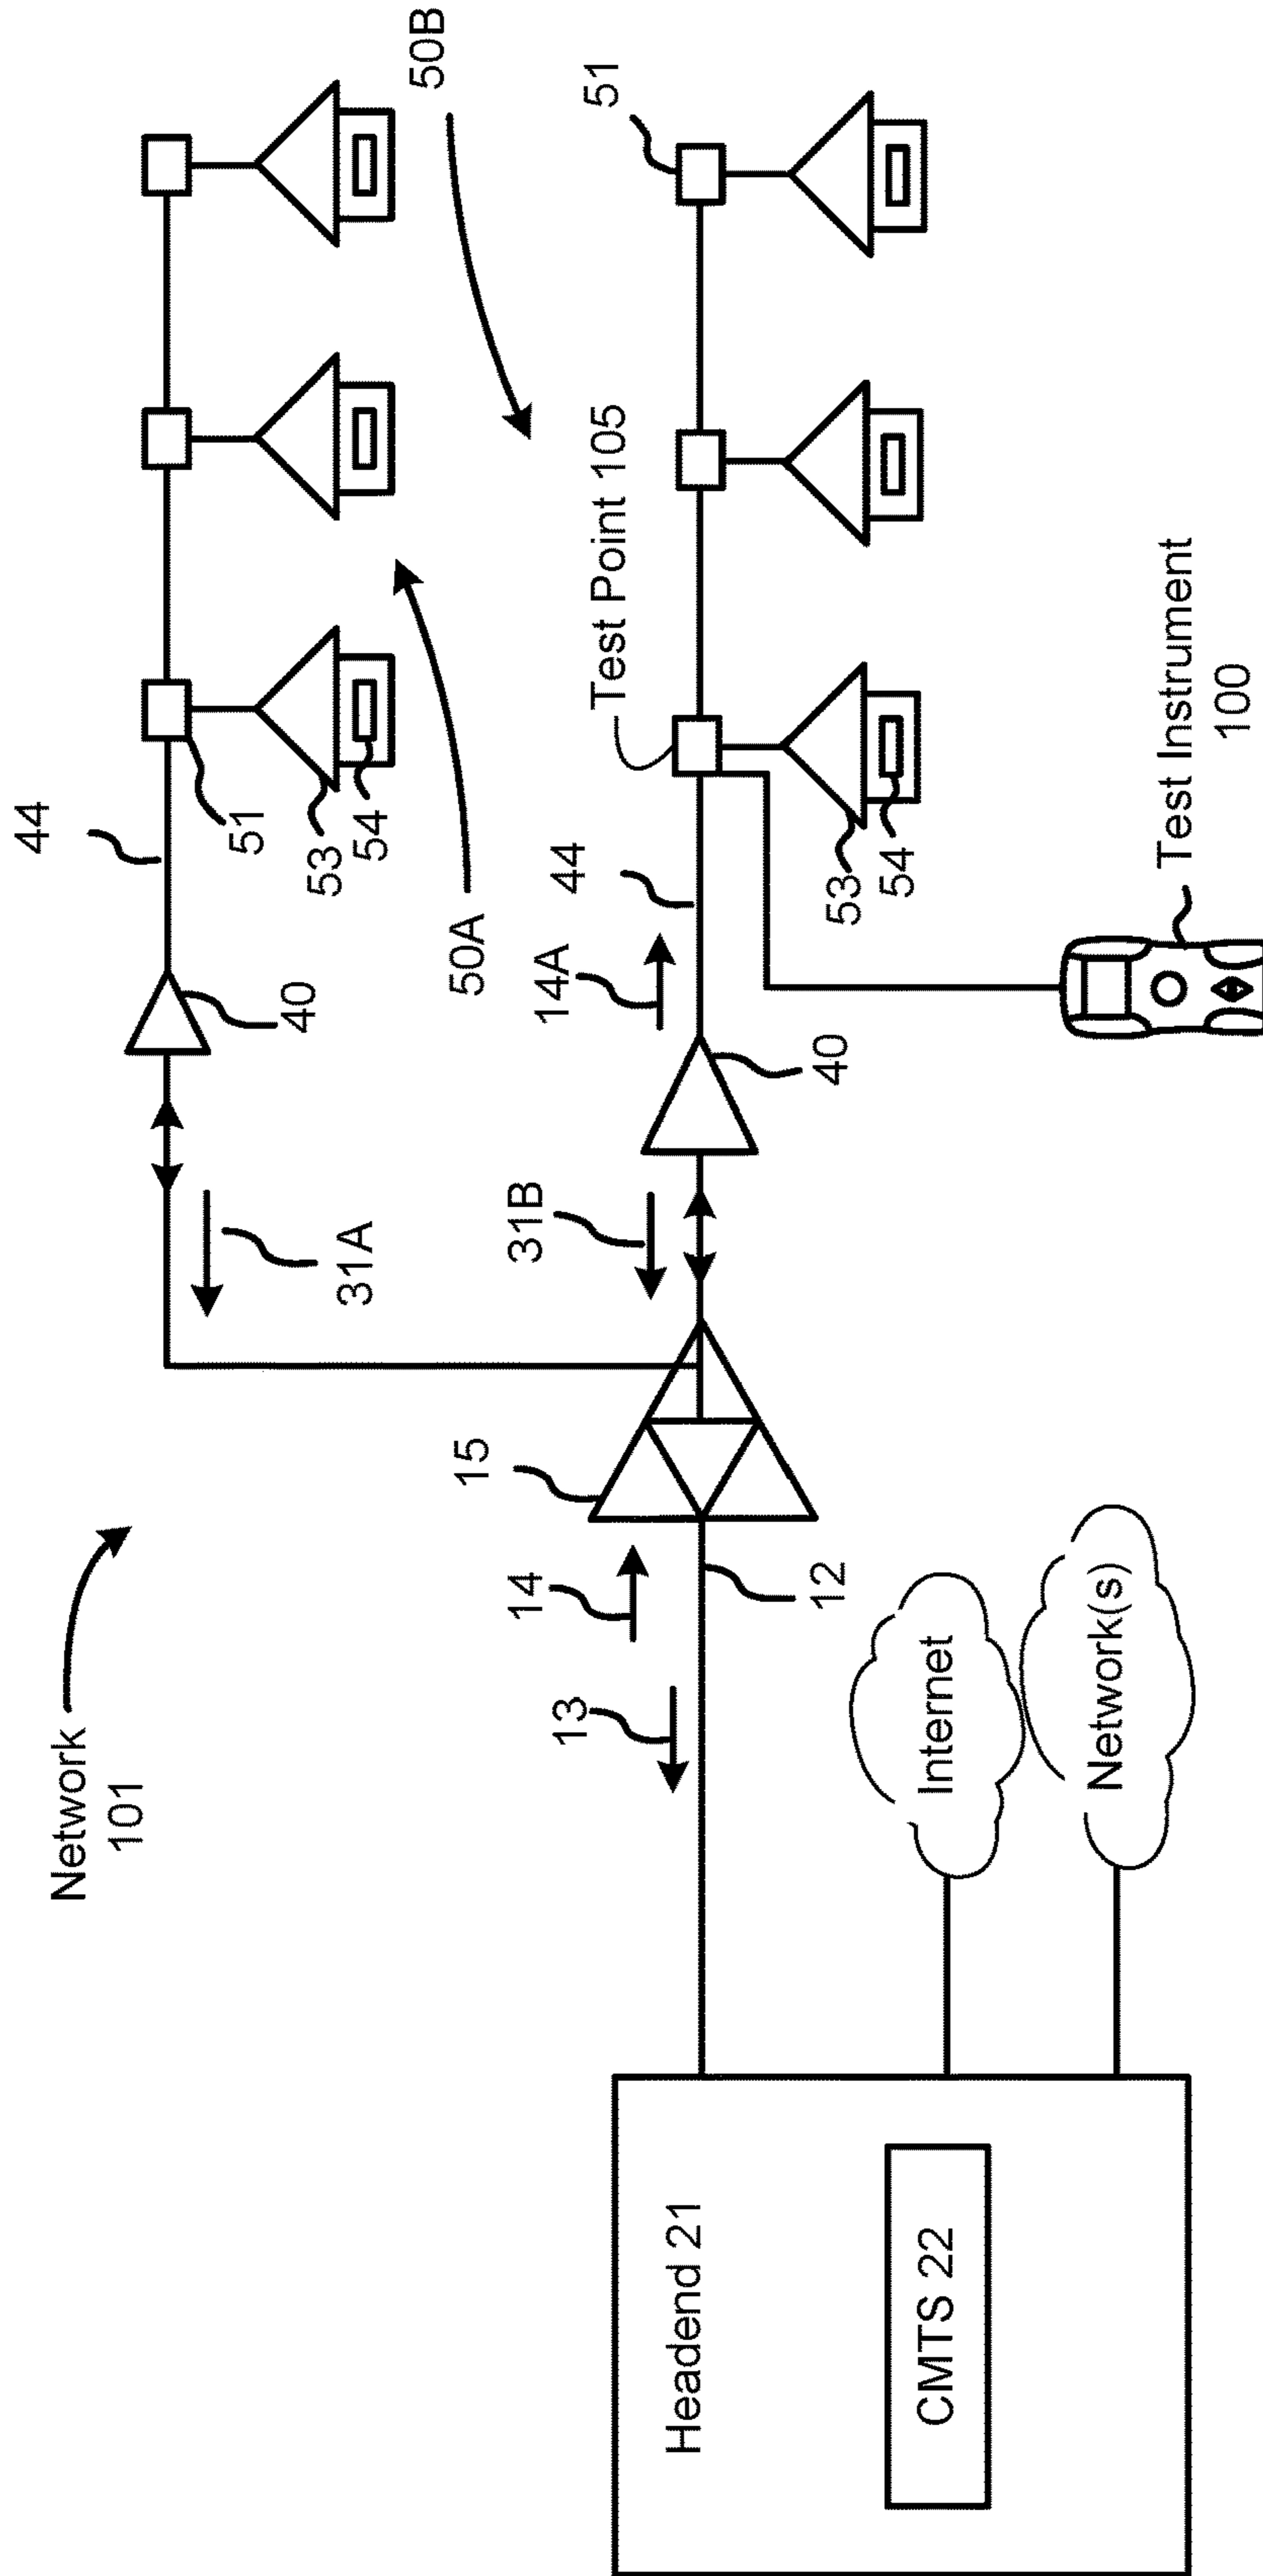 Network
101
44
51
53
54
50A
50B
40
31A
15
14
13
12
31B
14A
44
40
Test Point 105
51
53
54
Headend 21
CMTS 22
Internet
Network(s)
Test Instrument
100